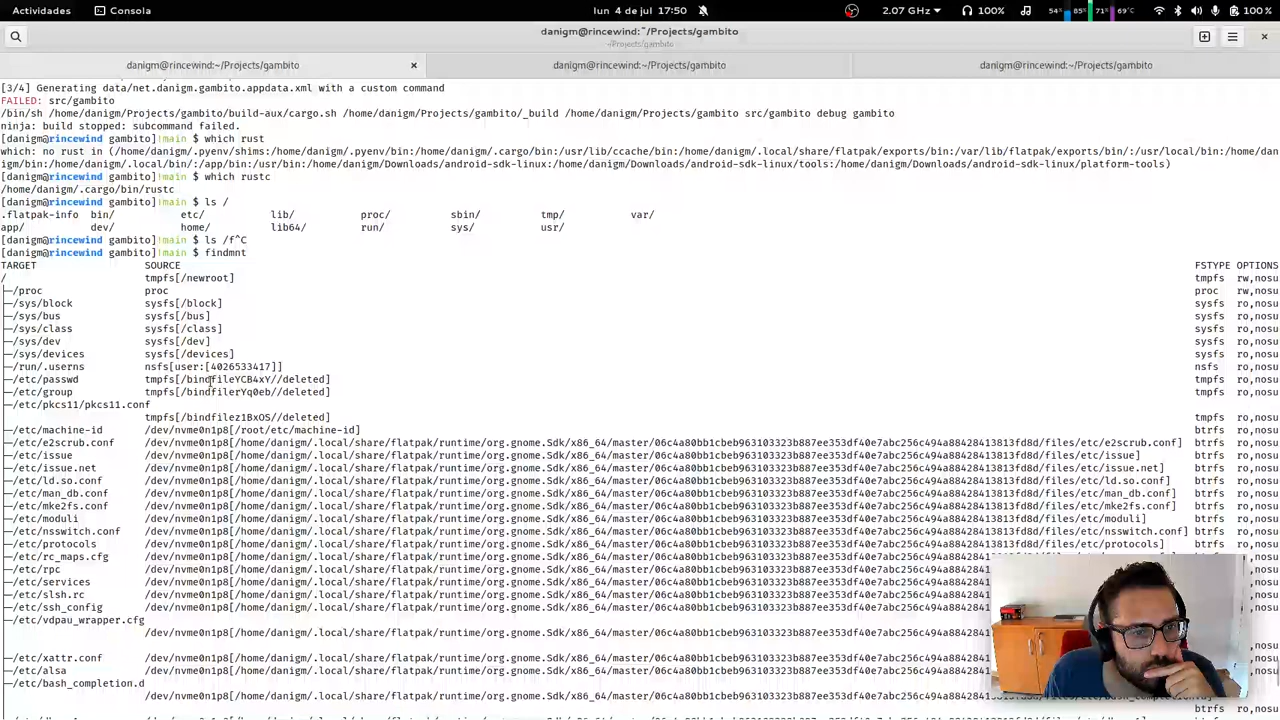 Actividades Consola lun 4 de jul 17:50 2.07 GHz 100% 54% 85% 71% 69°C 100 %
danigm@rincewind:~/Projects/gambito
~/Projects/gambito
danigm@rincewind:~/Projects/gambito × danigm@rincewind:~/Projects/gambito danigm@rincewind:~/Projects/gambito
[3/4] Generating data/net.danigm.gambito.appdata.xml with a custom command
FAILED: src/gambito
/bin/sh /home/danigm/Projects/gambito/build-aux/cargo.sh /home/danigm/Projects/gambito/_build /home/danigm/Projects/gambito src/gambito debug gambito
ninja: build stopped: subcommand failed.
[danigm@rincewind gambito]!main $ which rust
which: no rust in (/home/danigm/.pyenv/shims:/home/danigm/.pyenv/bin:/home/danigm/.cargo/bin:/usr/lib/ccache/bin:/home/danigm/.local/share/flatpak/exports/bin:/var/lib/flatpak/exports/bin/:/usr/local/bin:/home/dan
igm/bin:/home/danigm/.local/bin/:/app/bin:/usr/bin:/home/danigm/Downloads/android-sdk-linux:/home/danigm/Downloads/android-sdk-linux/tools:/home/danigm/Downloads/android-sdk-linux/platform-tools)
[danigm@rincewind gambito]!main $ which rustc
/home/danigm/.cargo/bin/rustc
[danigm@rincewind gambito]!main $ ls /
.flatpak-info bin/ etc/ lib/ proc/ sbin/ tmp/ var/
app/ dev/ home/ lib64/ run/ sys/ usr/
[danigm@rincewind gambito]!main $ ls /f^C
[danigm@rincewind gambito]!main $ findmnt
TARGET SOURCE FSTYPE OPTIONS
/ tmpfs[/newroot] tmpfs rw,nosu
├─/proc proc proc rw,nosu
├─/sys/block sysfs[/block] sysfs ro,nosu
├─/sys/bus sysfs[/bus] sysfs ro,nosu
├─/sys/class sysfs[/class] sysfs ro,nosu
├─/sys/dev sysfs[/dev] sysfs ro,nosu
├─/sys/devices sysfs[/devices] sysfs ro,nosu
├─/run/.userns nsfs[user:[4026533417]] nsfs ro,nosu
├─/etc/passwd tmpfs[/bindfileYCB4xY//deleted] tmpfs ro,nosu
├─/etc/group tmpfs[/bindfilerYq0eb//deleted] tmpfs ro,nosu
├─/etc/pkcs11/pkcs11.conf
│ tmpfs[/bindfilez1BxOS//deleted] tmpfs ro,nosu
├─/etc/machine-id /dev/nvme0n1p8[/root/etc/machine-id] btrfs ro,nosu
├─/etc/e2scrub.conf /dev/nvme0n1p8[/home/danigm/.local/share/flatpak/runtime/org.gnome.Sdk/x86_64/master/06c4a80bb1cbeb963103323b887ee353df40e7abc256c494a88428413813fd8d/files/etc/e2scrub.conf] btrfs ro,nosu
├─/etc/issue /dev/nvme0n1p8[/home/danigm/.local/share/flatpak/runtime/org.gnome.Sdk/x86_64/master/06c4a80bb1cbeb963103323b887ee353df40e7abc256c494a88428413813fd8d/files/etc/issue] btrfs ro,nosu
├─/etc/issue.net /dev/nvme0n1p8[/home/danigm/.local/share/flatpak/runtime/org.gnome.Sdk/x86_64/master/06c4a80bb1cbeb963103323b887ee353df40e7abc256c494a88428413813fd8d/files/etc/issue.net] btrfs ro,nosu
├─/etc/ld.so.conf /dev/nvme0n1p8[/home/danigm/.local/share/flatpak/runtime/org.gnome.Sdk/x86_64/master/06c4a80bb1cbeb963103323b887ee353df40e7abc256c494a88428413813fd8d/files/etc/ld.so.conf] btrfs ro,nosu
├─/etc/man_db.conf /dev/nvme0n1p8[/home/danigm/.local/share/flatpak/runtime/org.gnome.Sdk/x86_64/master/06c4a80bb1cbeb963103323b887ee353df40e7abc256c494a88428413813fd8d/files/etc/man_db.conf] btrfs ro,nosu
├─/etc/mke2fs.conf /dev/nvme0n1p8[/home/danigm/.local/share/flatpak/runtime/org.gnome.Sdk/x86_64/master/06c4a80bb1cbeb963103323b887ee353df40e7abc256c494a88428413813fd8d/files/etc/mke2fs.conf] btrfs ro,nosu
├─/etc/moduli /dev/nvme0n1p8[/home/danigm/.local/share/flatpak/runtime/org.gnome.Sdk/x86_64/master/06c4a80bb1cbeb963103323b887ee353df40e7abc256c494a88428413813fd8d/files/etc/moduli] btrfs ro,nosu
├─/etc/nsswitch.conf /dev/nvme0n1p8[/home/danigm/.local/share/flatpak/runtime/org.gnome.Sdk/x86_64/master/06c4a80bb1cbeb963103323b887ee353df40e7abc256c494a88428413813fd8d/files/etc/nsswitch.conf] btrfs ro,nosu
├─/etc/protocols /dev/nvme0n1p8[/home/danigm/.local/share/flatpak/runtime/org.gnome.Sdk/x86_64/master/06c4a80bb1cbeb963103323b887ee353df40e7abc256c494a88428413813fd8d/files/etc/protocols] btrfs ro,nosu
├─/etc/rc_maps.cfg /dev/nvme0n1p8[/home/danigm/.local/share/flatpak/runtime/org.gnome.Sdk/x86_64/master/06c4a80bb1cbeb963103323b887ee353df40e7abc256c494a88428413
├─/etc/rpc /dev/nvme0n1p8[/home/danigm/.local/share/flatpak/runtime/org.gnome.Sdk/x86_64/master/06c4a80bb1cbeb963103323b887ee353df40e7abc256c494a88428413
├─/etc/services /dev/nvme0n1p8[/home/danigm/.local/share/flatpak/runtime/org.gnome.Sdk/x86_64/master/06c4a80bb1cbeb963103323b887ee353df40e7abc256c494a88428413
├─/etc/slsh.rc /dev/nvme0n1p8[/home/danigm/.local/share/flatpak/runtime/org.gnome.Sdk/x86_64/master/06c4a80bb1cbeb963103323b887ee353df40e7abc256c494a88428413
├─/etc/ssh_config /dev/nvme0n1p8[/home/danigm/.local/share/flatpak/runtime/org.gnome.Sdk/x86_64/master/06c4a80bb1cbeb963103323b887ee353df40e7abc256c494a88428413
├─/etc/vdpau_wrapper.cfg
│ /dev/nvme0n1p8[/home/danigm/.local/share/flatpak/runtime/org.gnome.Sdk/x86_64/master/06c4a80bb1cbeb963103323b887ee353df40e7abc256c494a88428413
├─/etc/xattr.conf /dev/nvme0n1p8[/home/danigm/.local/share/flatpak/runtime/org.gnome.Sdk/x86_64/master/06c4a80bb1cbeb963103323b887ee353df40e7abc256c494a88428413
├─/etc/alsa /dev/nvme0n1p8[/home/danigm/.local/share/flatpak/runtime/org.gnome.Sdk/x86_64/master/06c4a80bb1cbeb963103323b887ee353df40e7abc256c494a88428413
├─/etc/bash_completion.d
│ /dev/nvme0n1p8[/home/danigm/.local/share/flatpak/runtime/org.gnome.Sdk/x86_64/master/06c4a80bb1cbeb963103323b887ee353df40e7abc256c494a88428413